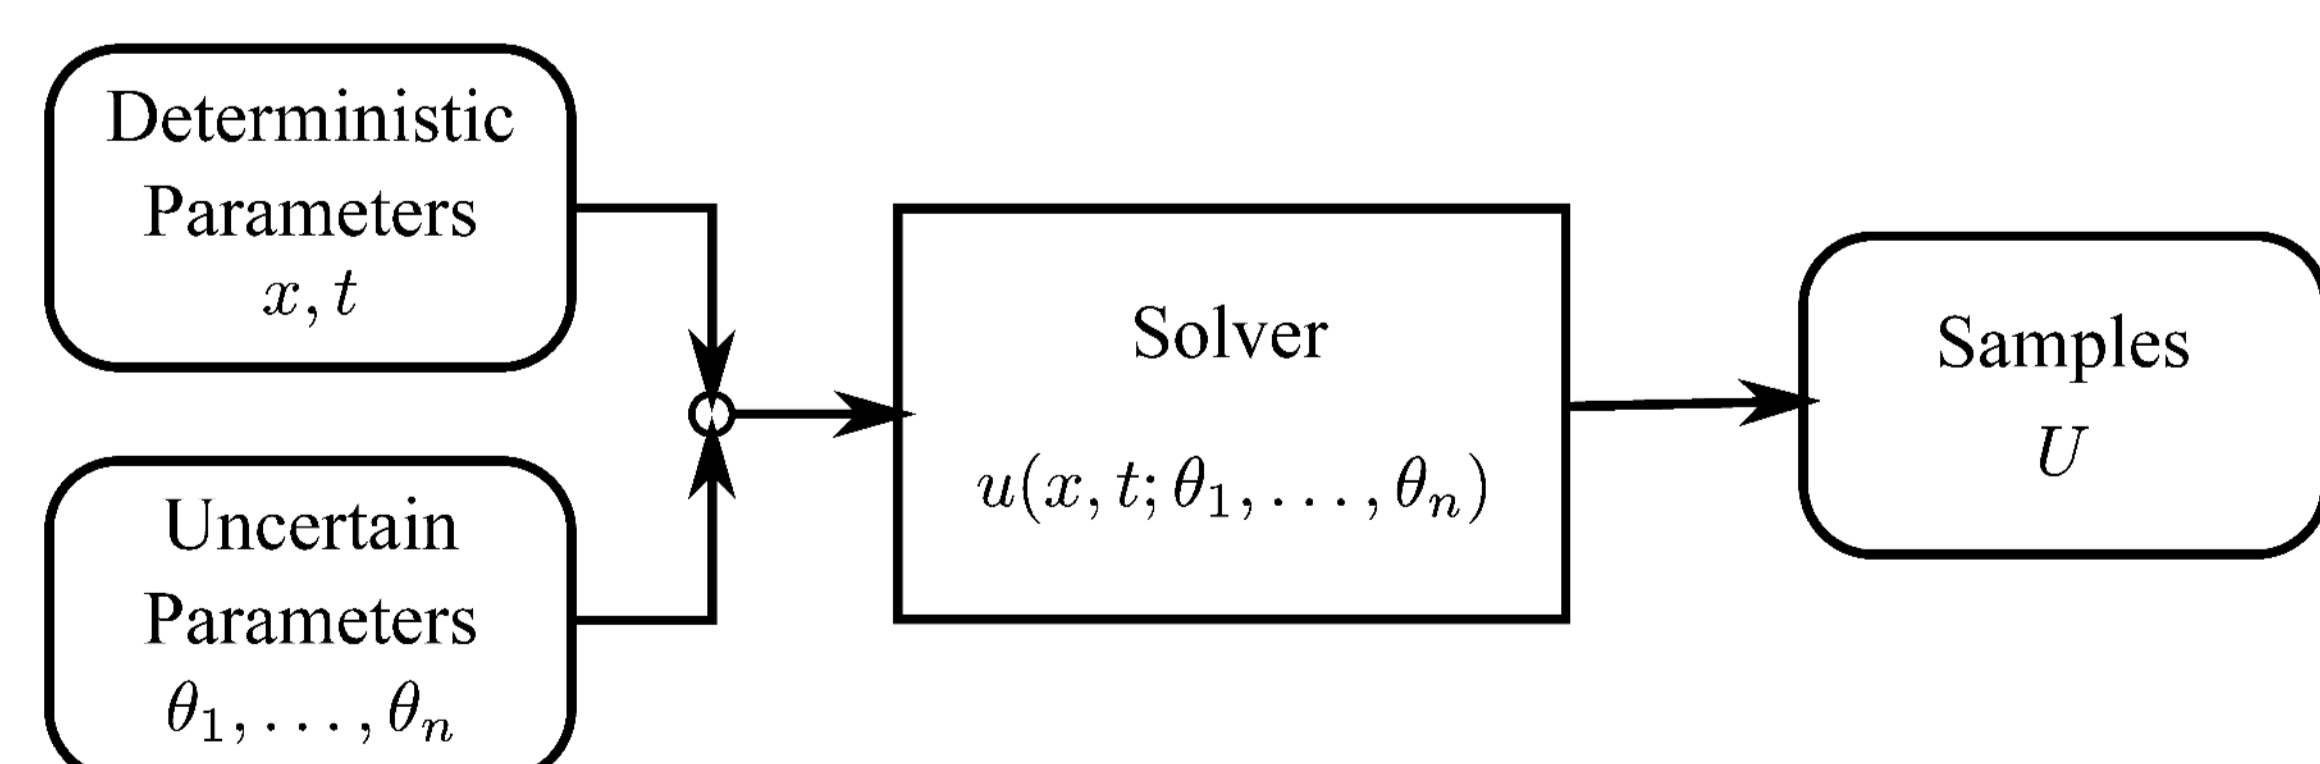 Deterministic
Parameters
x, t
Uncertain
Parameters
θ₁, . . . , θₙ
Solver
u(x, t; θ₁, . . . , θₙ)
Samples
U